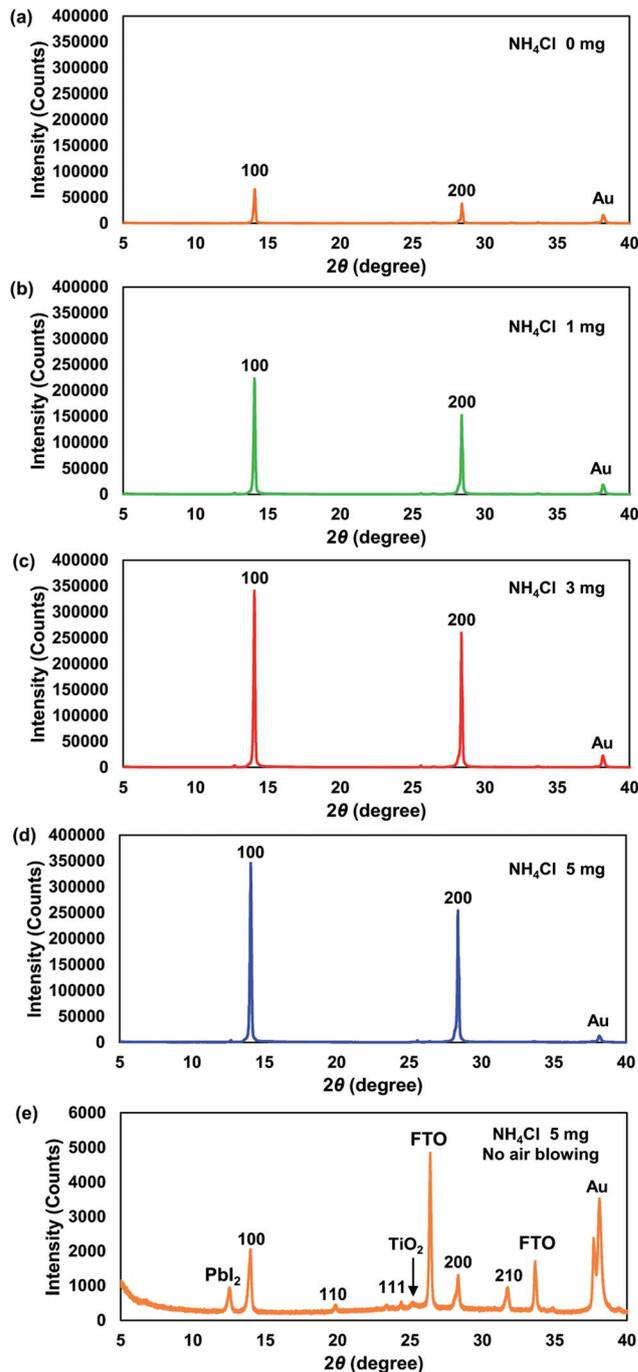 (a)
400000
350000
300000
250000
200000
150000
100000
50000
0
Intensity (Counts)
NH₄Cl 0 mg
100
200
Au
5 10 15 20 25 30 35 40
2θ (degree)
(b)
400000
350000
300000
250000
200000
150000
100000
50000
0
Intensity (Counts)
NH₄Cl 1 mg
100
200
Au
5 10 15 20 25 30 35 40
2θ (degree)
(c)
400000
350000
300000
250000
200000
150000
100000
50000
0
Intensity (Counts)
NH₄Cl 3 mg
100
200
Au
5 10 15 20 25 30 35 40
2θ (degree)
(d)
400000
350000
300000
250000
200000
150000
100000
50000
0
Intensity (Counts)
NH₄Cl 5 mg
100
200
Au
5 10 15 20 25 30 35 40
2θ (degree)
(e)
6000
5000
4000
3000
2000
1000
0
Intensity (Counts)
NH₄Cl 5 mg
No air blowing
PbI₂
100
110
111
TiO₂
FTO
200
210
FTO
Au
5 10 15 20 25 30 35 40
2θ (degree)